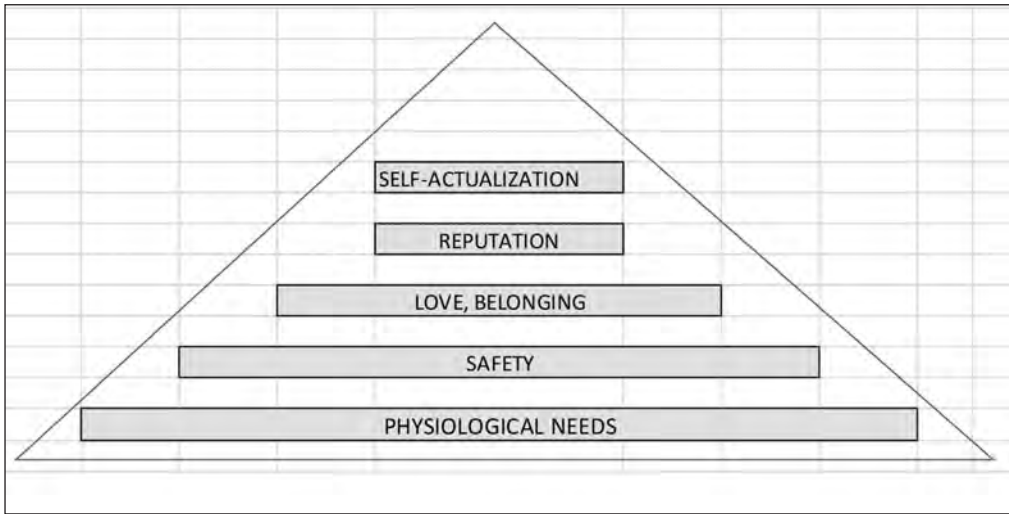 SELF-ACTUALIZATION
REPUTATION
LOVE, BELONGING
SAFETY
PHYSIOLOGICAL NEEDS